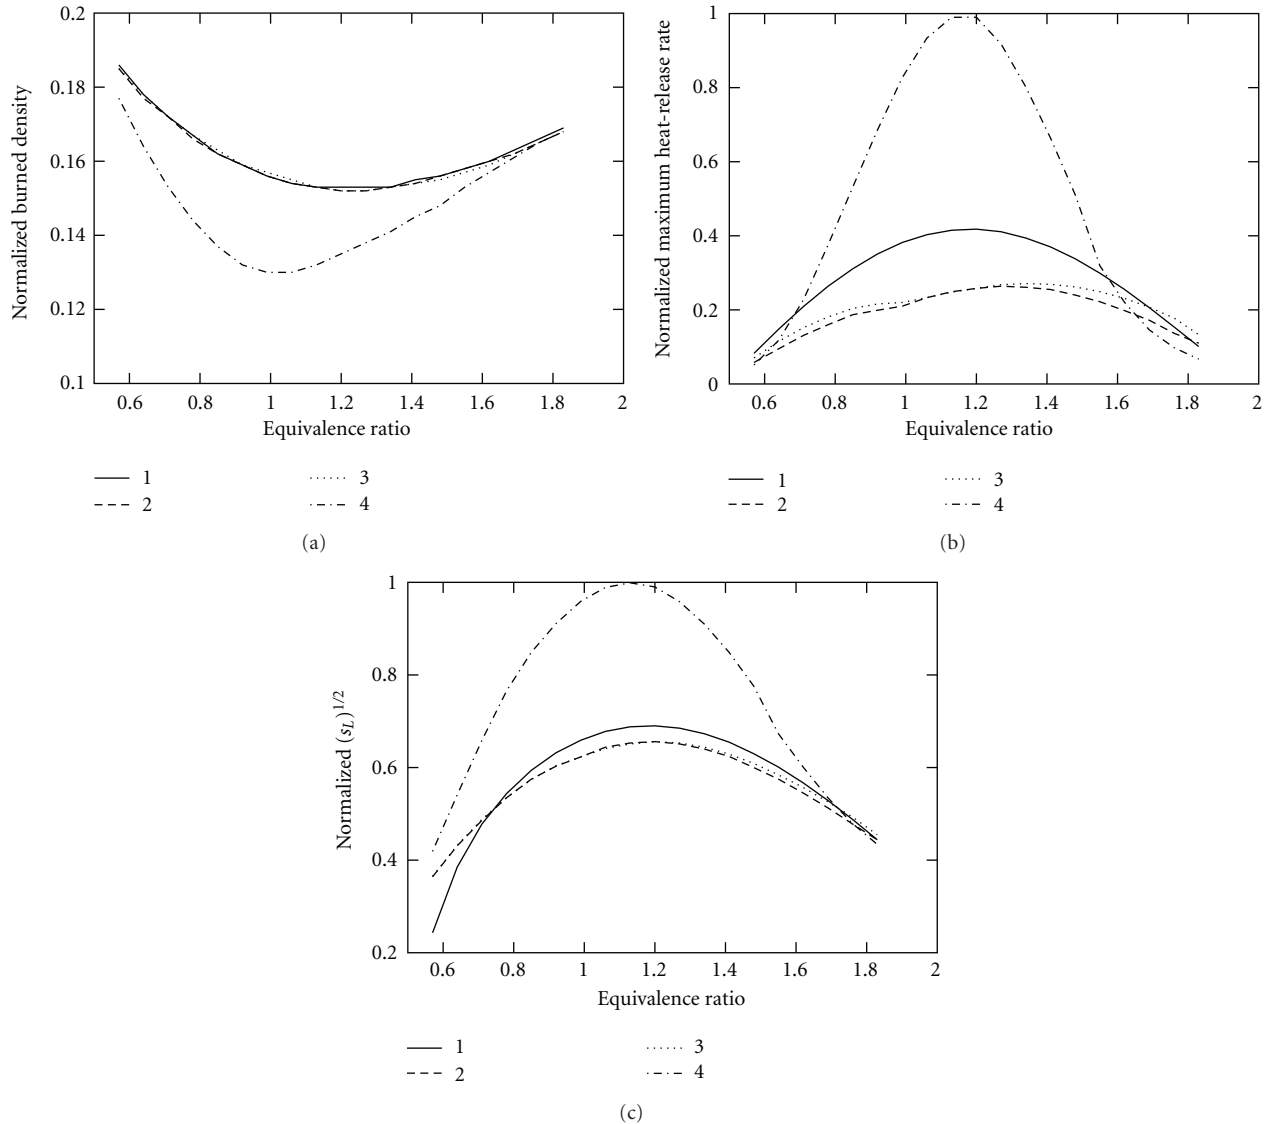 0.2
0.18
0.16
0.14
0.12
0.1
Normalized burned density
0.6 0.8 1 1.2 1.4 1.6 1.8 2
Equivalence ratio
1 3
2 4
(a)
1
0.8
0.6
0.4
0.2
0
Normalized maximum heat-release rate
0.6 0.8 1 1.2 1.4 1.6 1.8 2
Equivalence ratio
1 3
2 4
(b)
1
0.8
0.6
0.4
0.2
Normalized (s_L)^{1/2}
0.6 0.8 1 1.2 1.4 1.6 1.8 2
Equivalence ratio
1 3
2 4
(c)